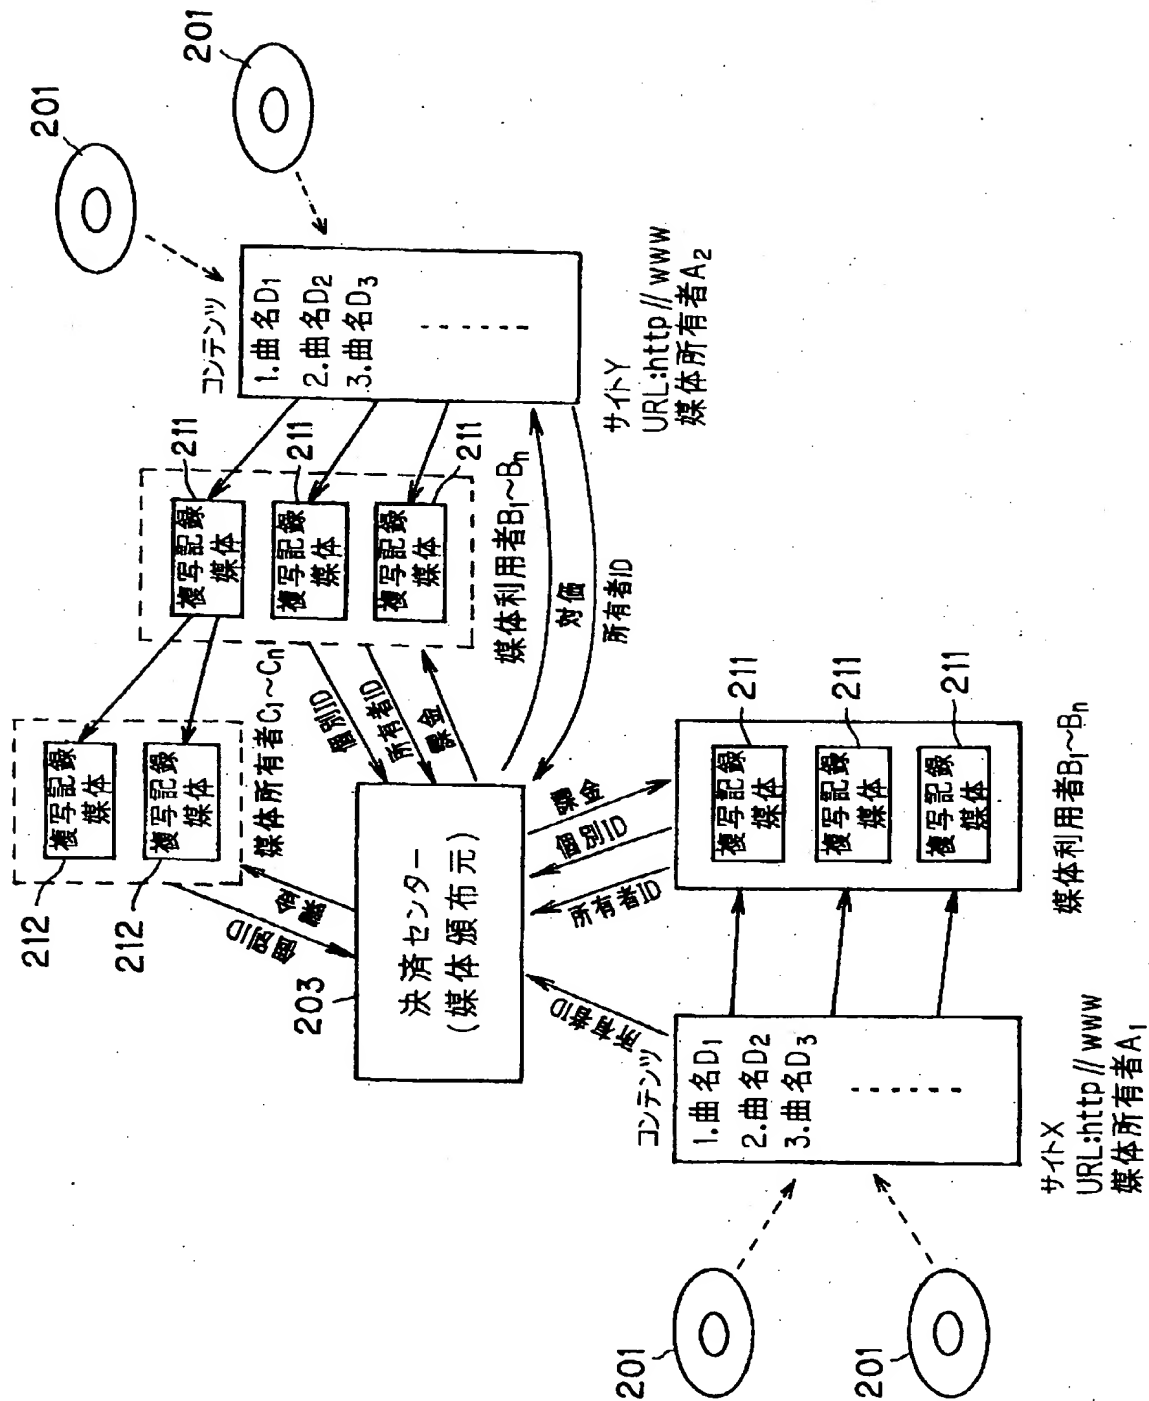 201
201
コンテンツ
1.曲名D1
2.曲名D2
3.曲名D3
サイトY
URL:http//www
媒体所有者A2
211
211
211
複写記録
媒体
複写記録
媒体
複写記録
媒体
媒体利用者B1~Bn
対価
所有者ID
212
212
複写記録
媒体
複写記録
媒体
媒体所有者C1~Cn
個別ID
所有者ID
課金
個別ID
課金
203
決済センター
(媒体頒布元)
課金
個別ID
所有者ID
所有者ID
211
211
211
複写記録
媒体
複写記録
媒体
複写記録
媒体
媒体利用者B1~Bn
コンテンツ
1.曲名D1
2.曲名D2
3.曲名D3
サイトX
URL:http//www
媒体所有者A1
201
201